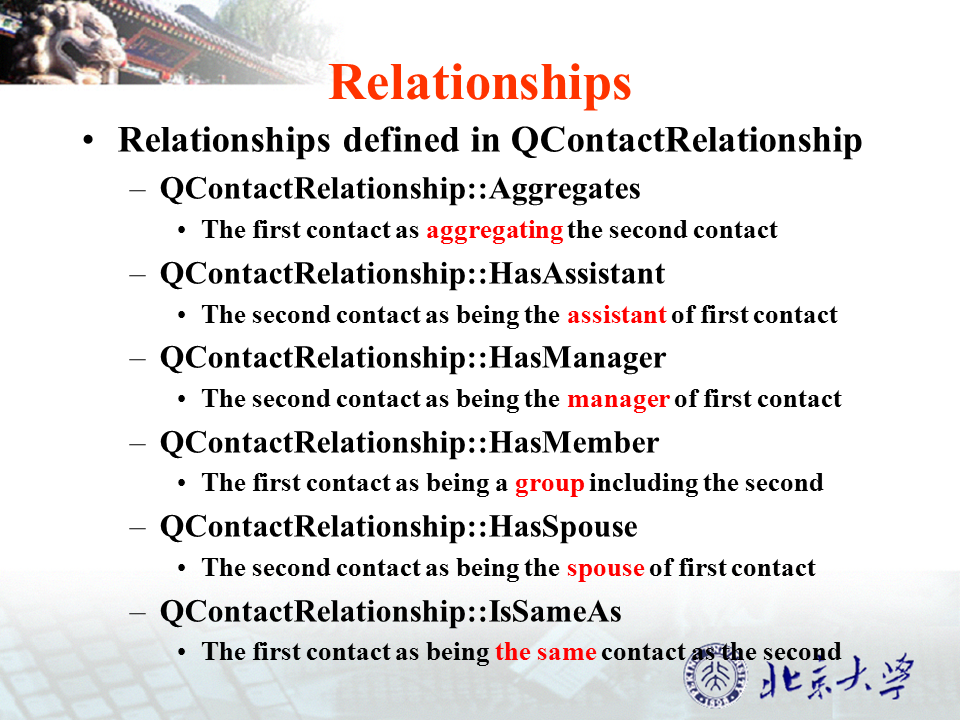 Relationships
• Relationships defined in QContactRelationship
– QContactRelationship::Aggregates
• The first contact as aggregating the second contact
– QContactRelationship::HasAssistant
• The second contact as being the assistant of first contact
– QContactRelationship::HasManager
• The second contact as being the manager of first contact
– QContactRelationship::HasMember
• The first contact as being a group including the second
– QContactRelationship::HasSpouse
• The second contact as being the spouse of first contact
– QContactRelationship::IsSameAs
• The first contact as being the same contact as the second
1898
北京大学